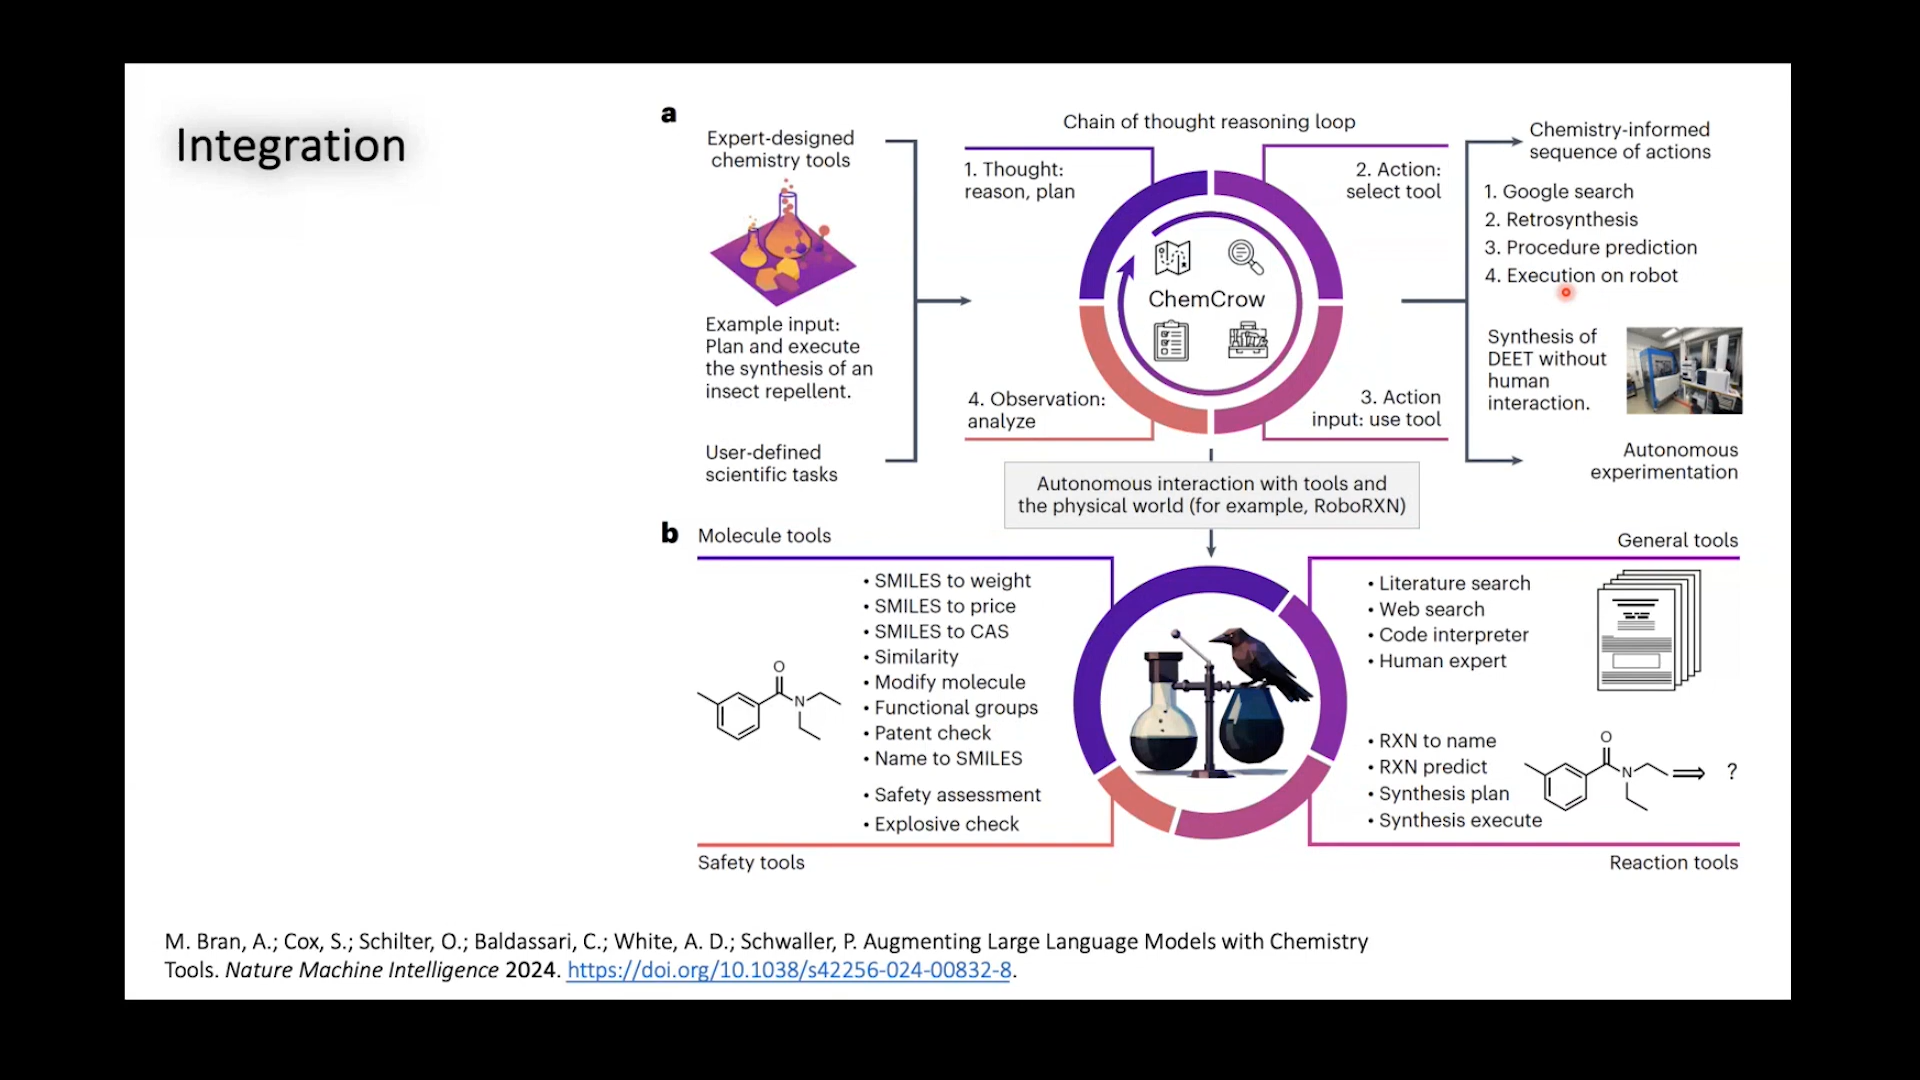 Integration
a
Expert-designed
chemistry tools
Example input:
Plan and execute
the synthesis of an
insect repellent.
User-defined
scientific tasks
Chain of thought reasoning loop
1. Thought:
reason, plan
2. Action:
select tool
ChemCrow
4. Observation:
analyze
3. Action
input: use tool
Chemistry-informed
sequence of actions
1. Google search
2. Retrosynthesis
3. Procedure prediction
4. Execution on robot
Synthesis of
DEET without
human
interaction.
Autonomous
experimentation
Autonomous interaction with tools and
the physical world (for example, RoboRXN)
b
Molecule tools
• SMILES to weight
• SMILES to price
• SMILES to CAS
• Similarity
• Modify molecule
• Functional groups
• Patent check
• Name to SMILES
O
N
• Safety assessment
• Explosive check
Safety tools
General tools
• Literature search
• Web search
• Code interpreter
• Human expert
• RXN to name
• RXN predict
• Synthesis plan
• Synthesis execute
O
N
?
Reaction tools
M. Bran, A.; Cox, S.; Schilter, O.; Baldassari, C.; White, A. D.; Schwaller, P. Augmenting Large Language Models with Chemistry
Tools. Nature Machine Intelligence 2024. https://doi.org/10.1038/s42256-024-00832-8.